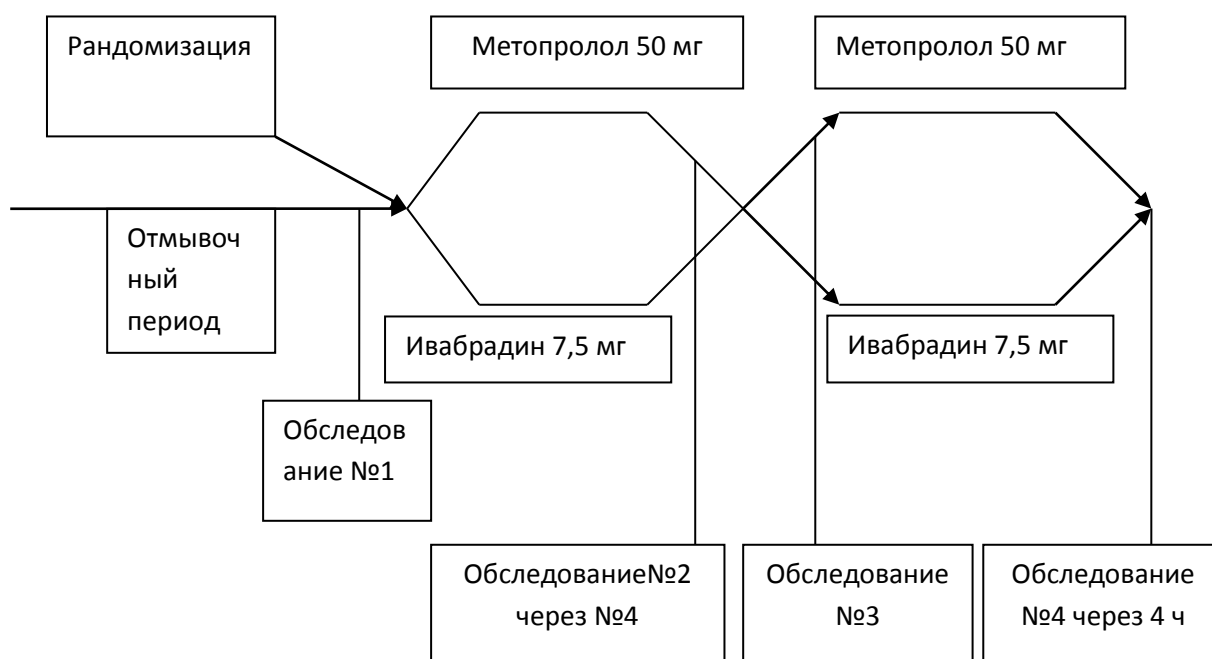 Рандомизация
Метопролол 50 мг
Метопролол 50 мг
Отмывоч
ный
период
Ивабрадин 7,5 мг
Ивабрадин 7,5 мг
Обследов
ание №1
Обследование№2
через №4
Обследование
№3
Обследование
№4 через 4 ч